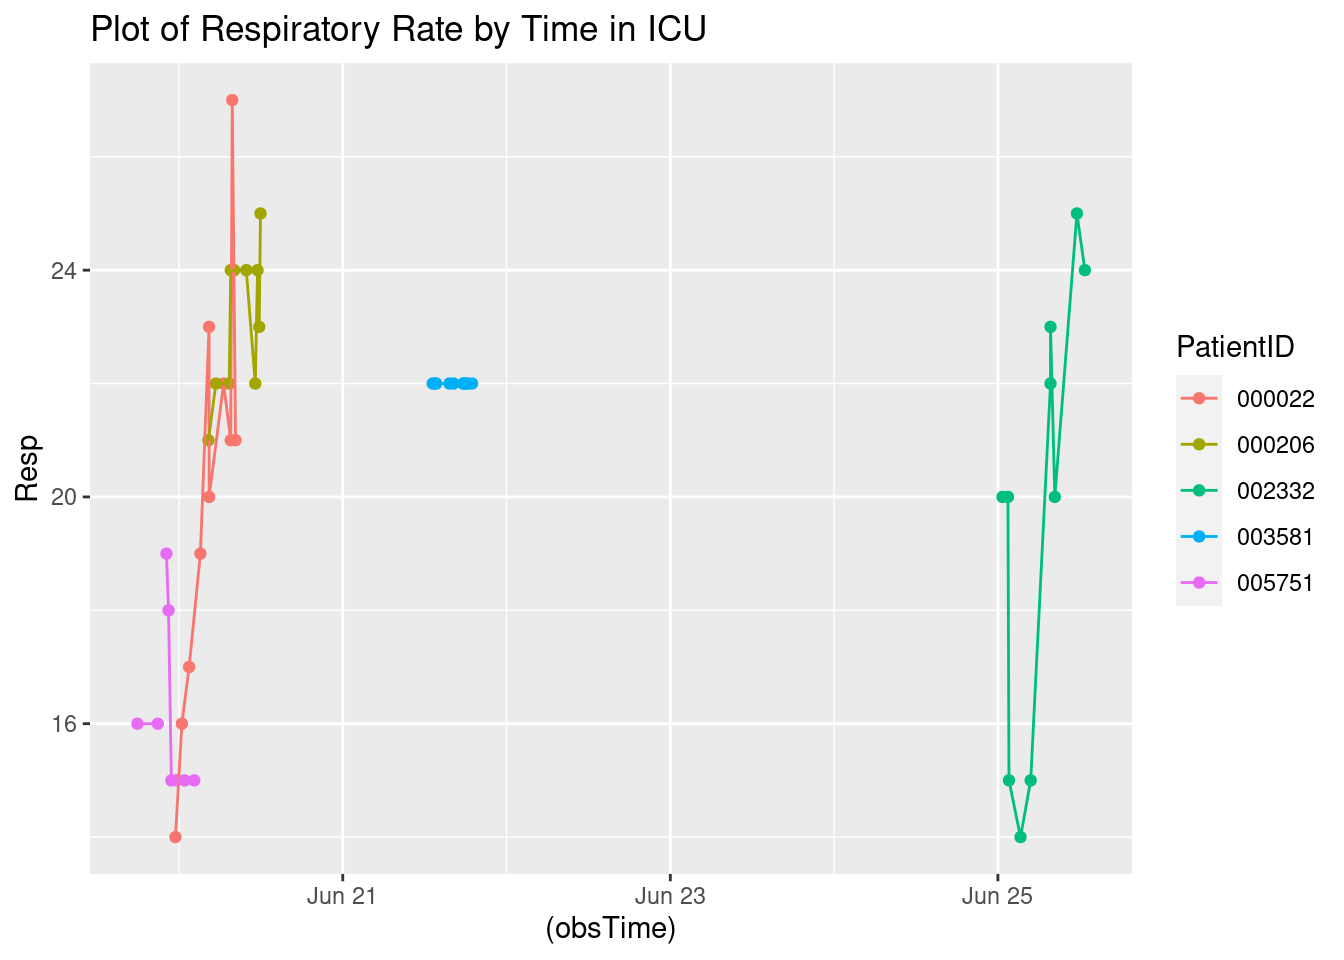 Plot of Respiratory Rate by Time in ICU
Resp
24
20
16
Jun 21
Jun 23
Jun 25
(obsTime)
PatientID
000022
000206
002332
003581
005751